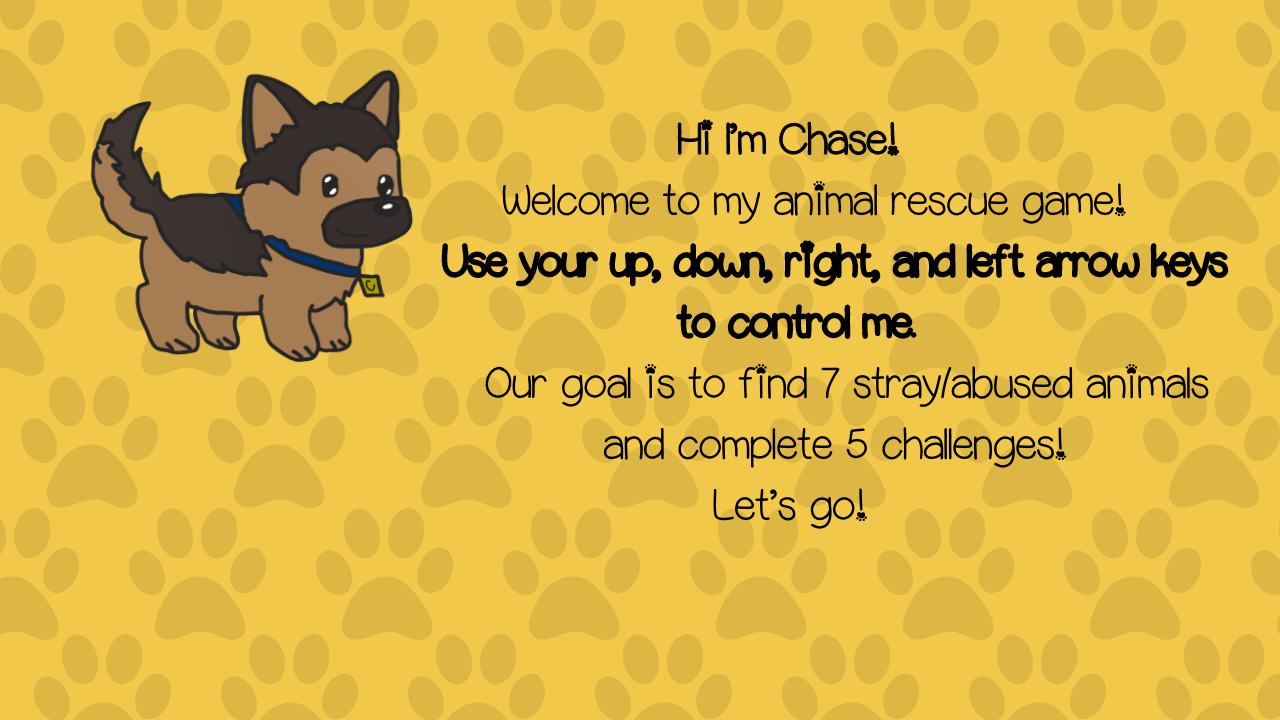 Hi I'm Chase!
Welcome to my animal rescue game!
Use your up, down, right, and left arrow keys
to control me.
Our goal is to find 7 stray/abused animals
and complete 5 challenges!
Let's go!
C